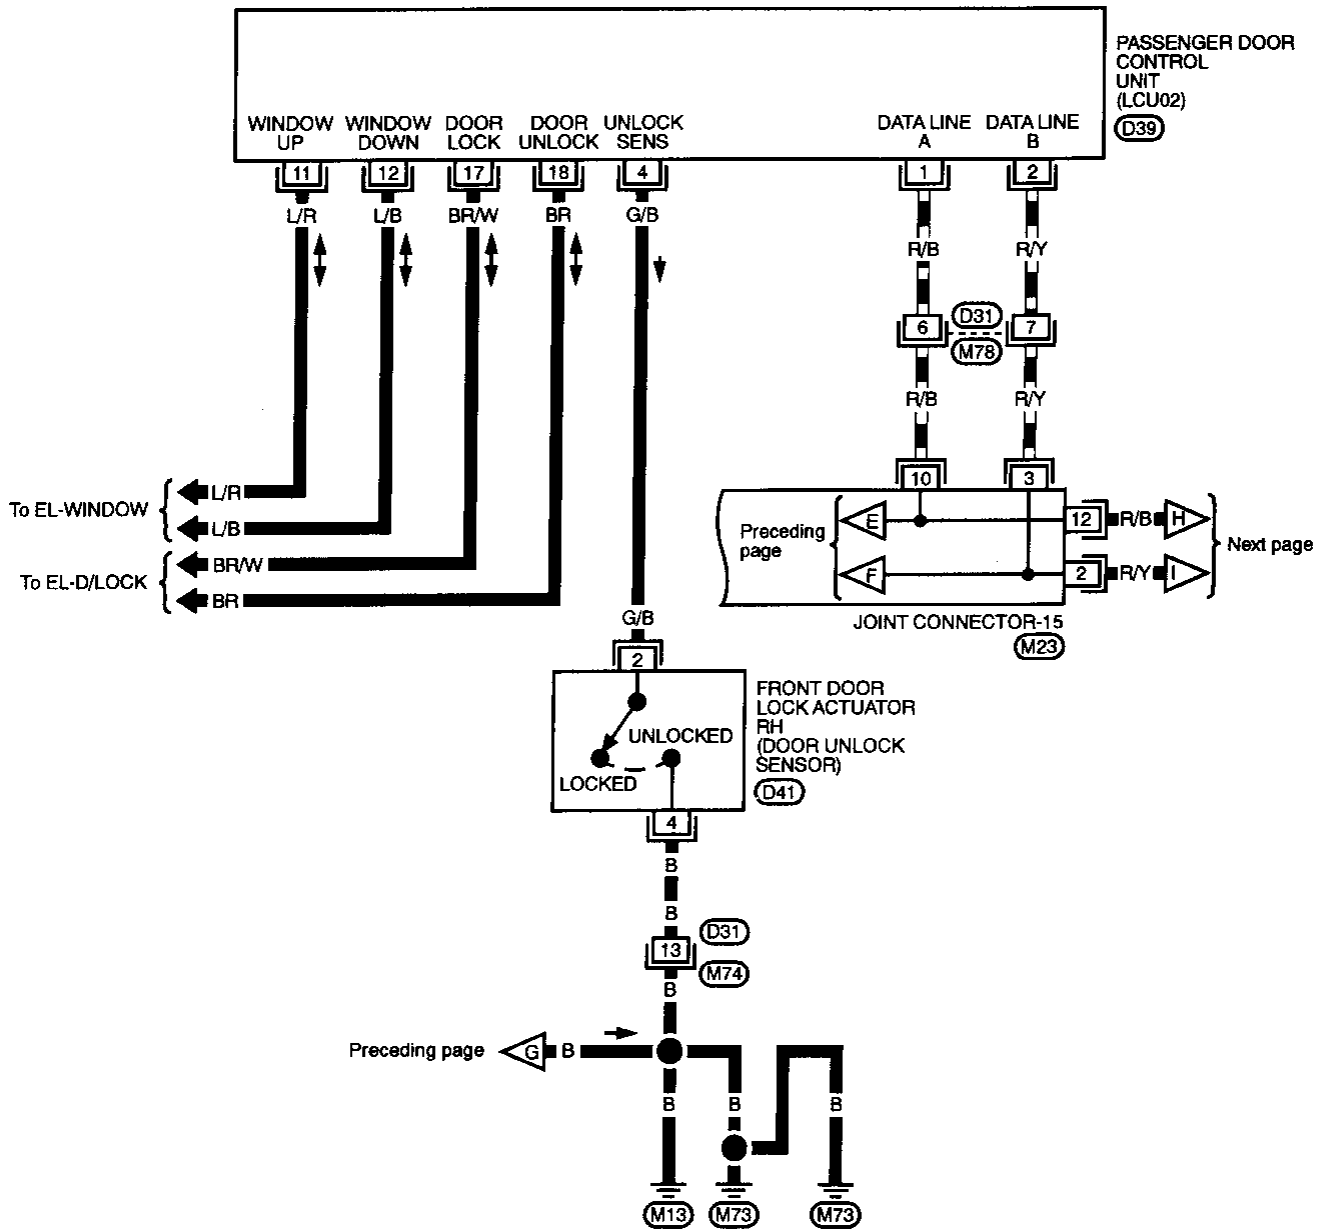 PASSENGER DOOR
CONTROL
UNIT
(LCU02)
D39
WINDOW
UP
WINDOW
DOWN
DOOR
LOCK
DOOR
UNLOCK
UNLOCK
SENS
DATA LINE
A
DATA LINE
B
11 12 17 18 4 1 2
L/R L/B BR/W BR G/B
R/B R/Y
6 D31 7
M78
R/B R/Y
10 3
To EL-WINDOW
L/R
L/B
To EL-D/LOCK
BR/W
BR
Preceding
page
E
F
12 R/B H
2 R/Y I
Next page
JOINT CONNECTOR-15
M23
G/B
2
FRONT DOOR
LOCK ACTUATOR
RH
(DOOR UNLOCK
SENSOR)
D41
UNLOCKED
LOCKED
4
B
B
D31
13
M74
B
Preceding page G B
B B B
M13 M73 M73